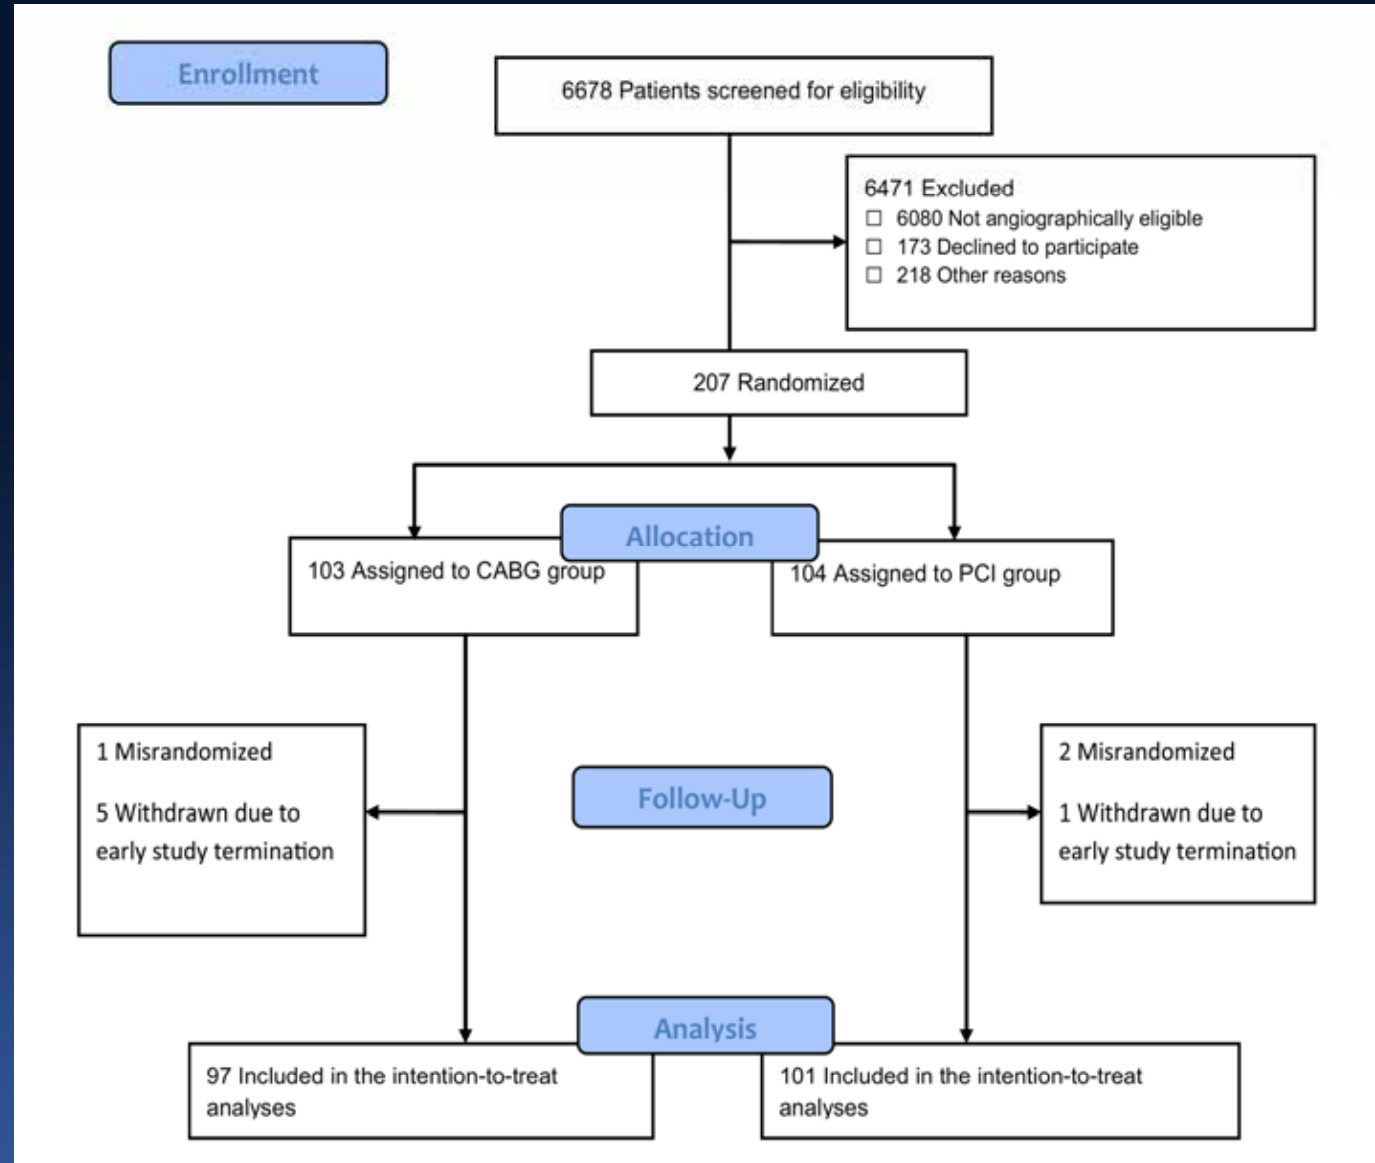 Enrollment
6678 Patients screened for eligibility
6471 Excluded
☐ 6080 Not angiographically eligible
☐ 173 Declined to participate
☐ 218 Other reasons
207 Randomized
Allocation
103 Assigned to CABG group
104 Assigned to PCI group
1 Misrandomized
5 Withdrawn due to
early study termination
Follow-Up
2 Misrandomized
1 Withdrawn due to
early study termination
Analysis
97 Included in the intention-to-treat
analyses
101 Included in the intention-to-treat
analyses